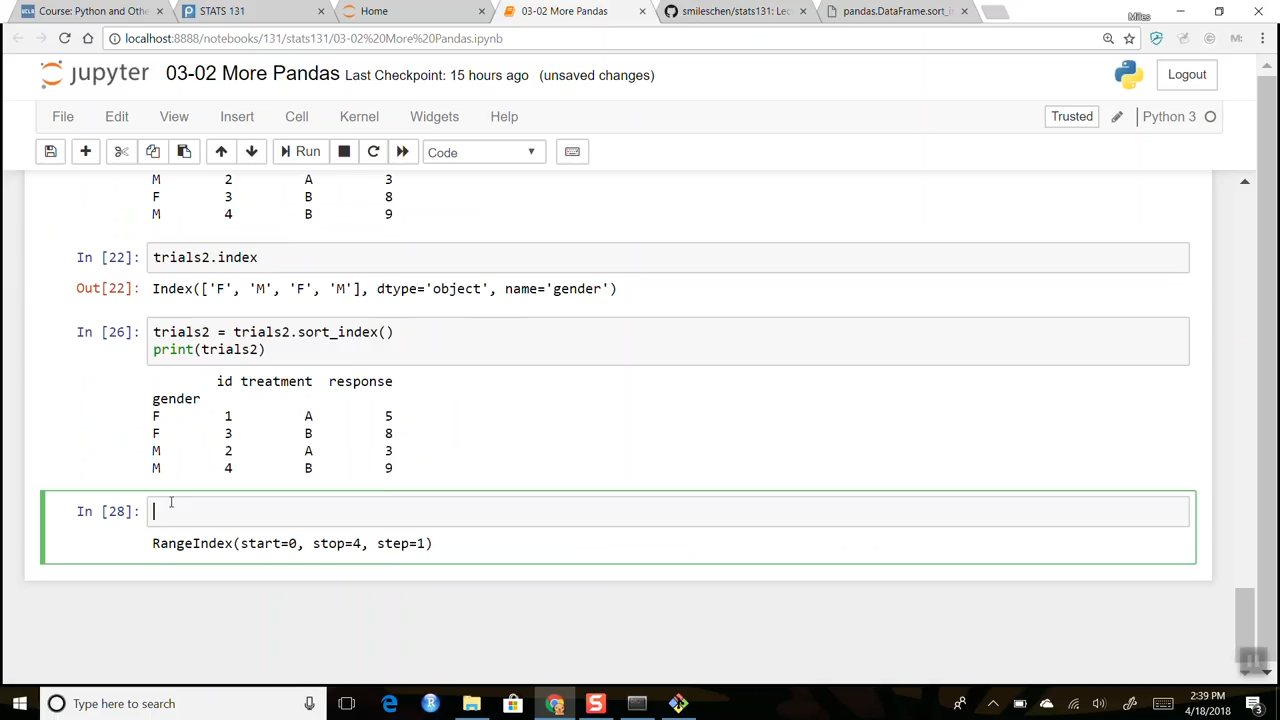 Course: Python and Othe
STATS 131
Home
03-02 More Pandas
smileschery/stats131: Lec
pandas.DataFrame.sort_i
Miles
localhost:8888/notebooks/131/stats131/03-02%20More%20Pandas.ipynb
jupyter 03-02 More Pandas Last Checkpoint: 15 hours ago (unsaved changes)
Logout
File Edit View Insert Cell Kernel Widgets Help
Trusted Python 3
Run Code
M 2 A 3
F 3 B 8
M 4 B 9
In [22]: trials2.index
Out[22]: Index(['F', 'M', 'F', 'M'], dtype='object', name='gender')
In [26]: trials2 = trials2.sort_index()
print(trials2)
id treatment response
gender
F 1 A 5
F 3 B 8
M 2 A 3
M 4 B 9
In [28]:
RangeIndex(start=0, stop=4, step=1)
Type here to search
2:39 PM
4/18/2018